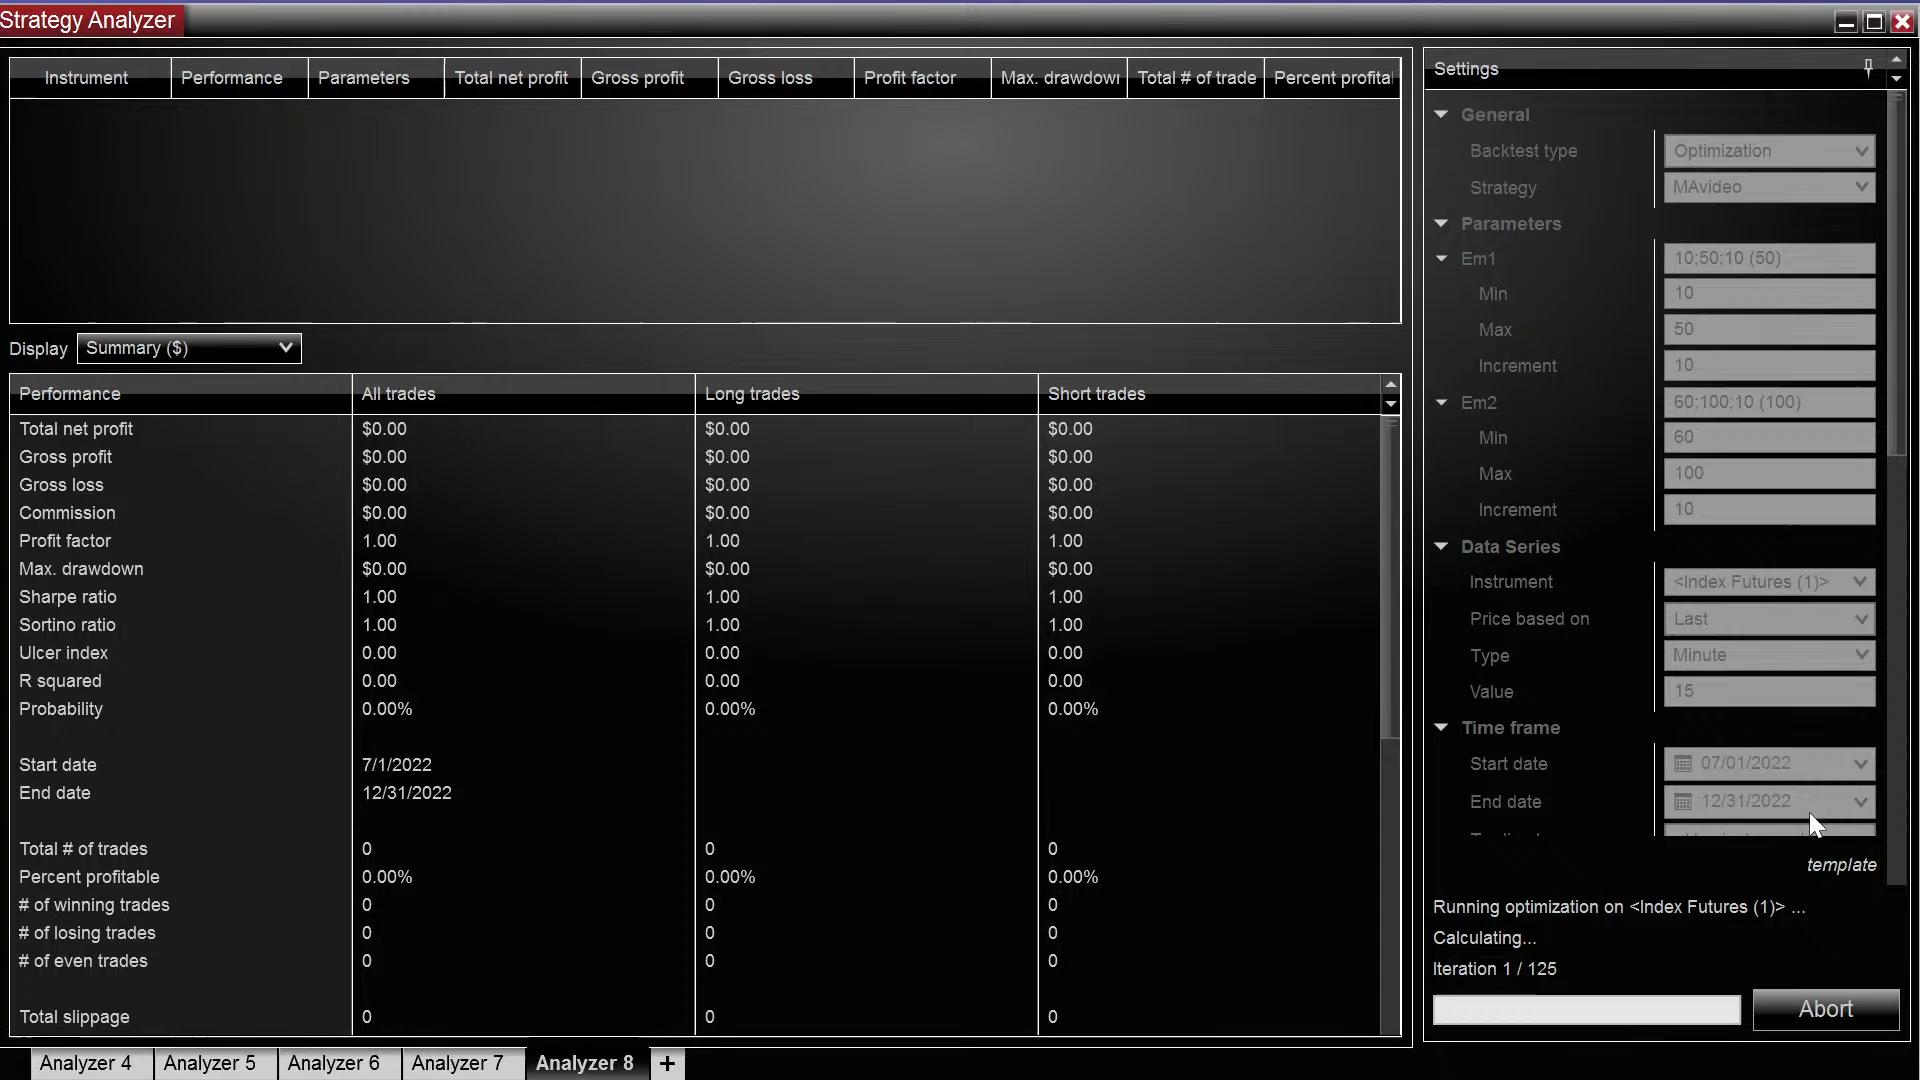 Strategy Analyzer
Instrument Performance Parameters Total net profit Gross profit Gross loss Profit factor Max. drawdown Total # of trade Percent profita
Display Summary ($)
Performance All trades Long trades Short trades
Total net profit $0.00 $0.00 $0.00
Gross profit $0.00 $0.00 $0.00
Gross loss $0.00 $0.00 $0.00
Commission $0.00 $0.00 $0.00
Profit factor 1.00 1.00 1.00
Max. drawdown $0.00 $0.00 $0.00
Sharpe ratio 1.00 1.00 1.00
Sortino ratio 1.00 1.00 1.00
Ulcer index 0.00 0.00 0.00
R squared 0.00 0.00 0.00
Probability 0.00% 0.00% 0.00%
Start date 7/1/2022
End date 12/31/2022
Total # of trades 0 0 0
Percent profitable 0.00% 0.00% 0.00%
# of winning trades 0 0 0
# of losing trades 0 0 0
# of even trades 0 0 0
Total slippage 0 0 0
Analyzer 4 Analyzer 5 Analyzer 6 Analyzer 7 Analyzer 8 +
Settings
General
Backtest type Optimization
Strategy MAvideo
Parameters
Em1 10;50;10 (50)
Min 10
Max 50
Increment 10
Em2 60;100;10 (100)
Min 60
Max 100
Increment 10
Data Series
Instrument <Index Futures (1)>
Price based on Last
Type Minute
Value 15
Time frame
Start date 07/01/2022
End date 12/31/2022
template
Running optimization on <Index Futures (1)> ...
Calculating...
Iteration 1 / 125
Abort